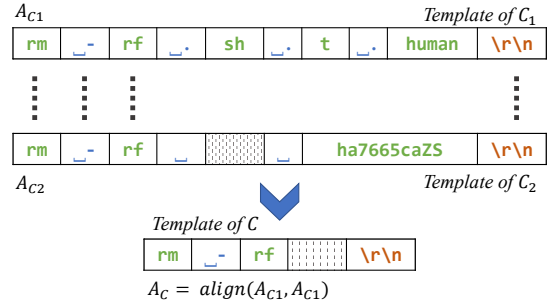 A_C1 Template of C_1
rm ␣- rf ␣. sh ␣. t ␣. human \r\n
rm ␣- rf ␣ ␣ ha7665caZS \r\n
A_C2 Template of C_2
Template of C
rm ␣- rf \r\n
A_C = align(A_C1, A_C1)